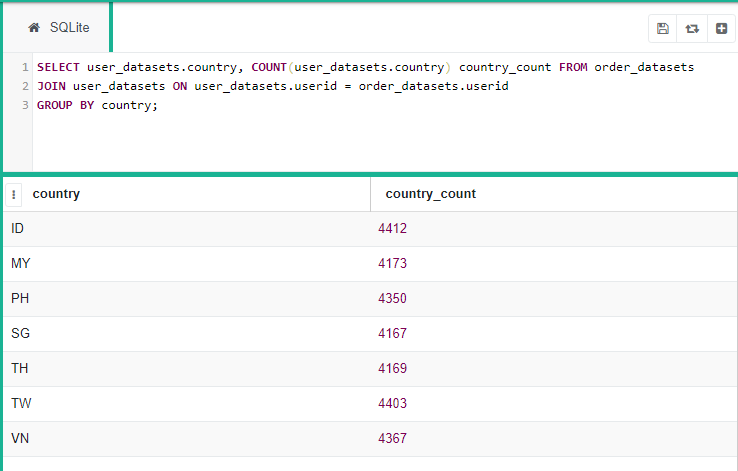 SQLite
1 SELECT user_datasets.country, COUNT(user_datasets.country) country_count FROM order_datasets
2 JOIN user_datasets ON user_datasets.userid = order_datasets.userid
3 GROUP BY country;
country country_count
ID 4412
MY 4173
PH 4350
SG 4167
TH 4169
TW 4403
VN 4367